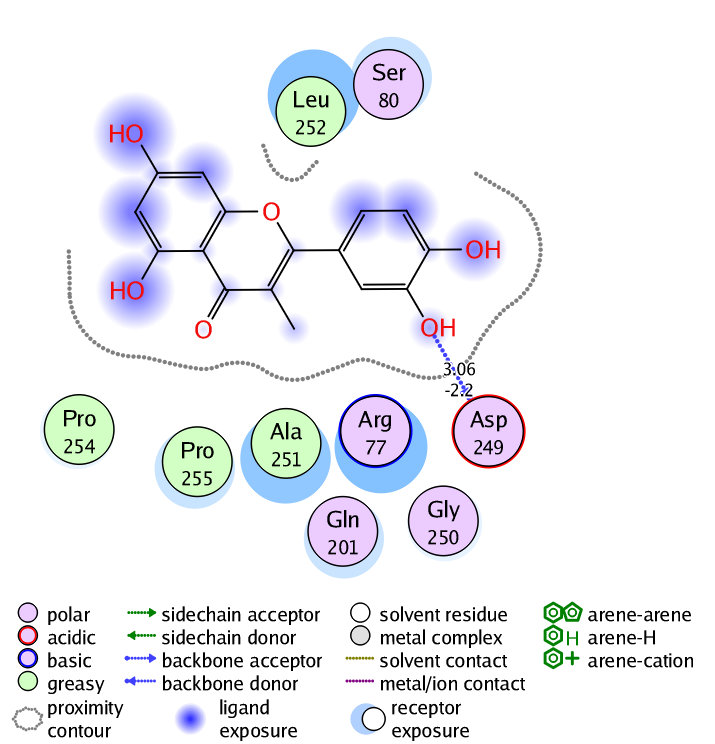 Ser
80
Leu
252
HO
O
OH
HO
O
OH
3.06
-2.2
Pro
254
Pro
255
Ala
251
Arg
77
Asp
249
Gln
201
Gly
250
polar
sidechain acceptor
solvent residue
arene-arene
acidic
sidechain donor
metal complex
H arene-H
basic
backbone acceptor
solvent contact
+ arene-cation
greasy
backbone donor
metal/ion contact
proximity
contour
ligand
exposure
receptor
exposure